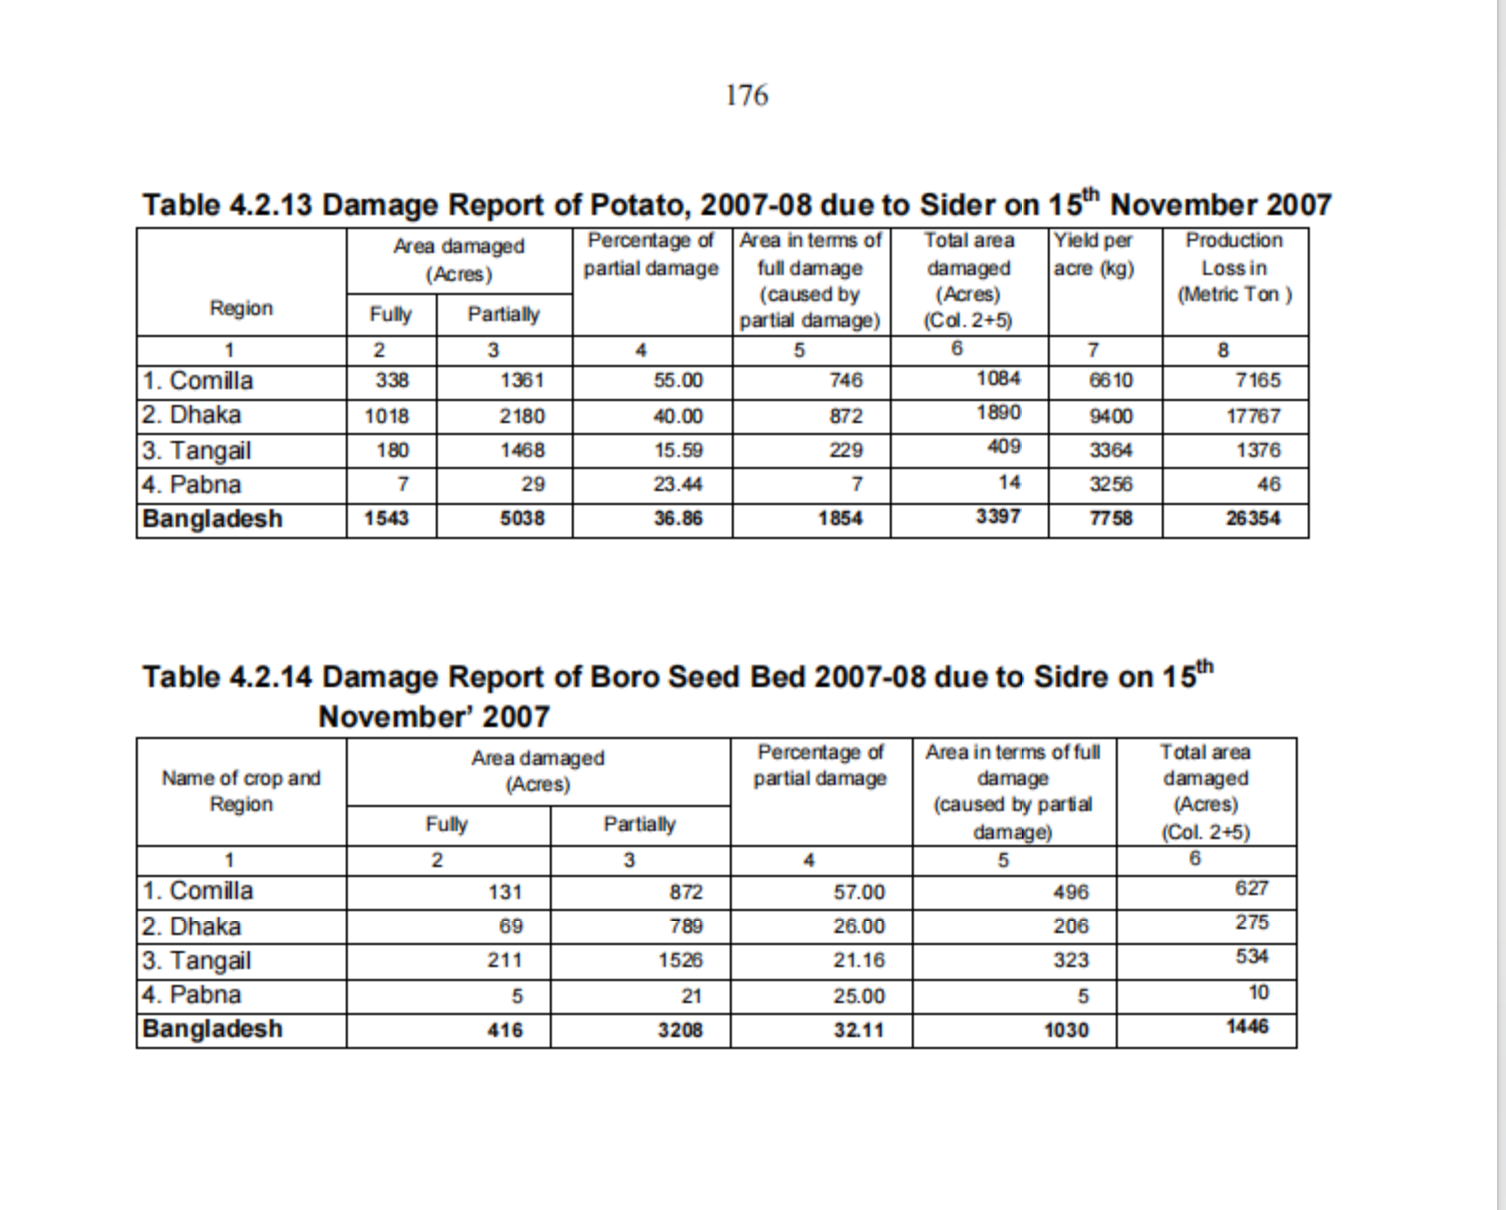 176
Table 4.2.13 Damage Report of Potato, 2007-08 due to Sider on 15th November 2007
Region | Area damaged (Acres) | Percentage of partial damage | Area in terms of full damage (caused by partial damage) | Total area damaged (Acres) (Col. 2+5) | Yield per acre (kg) | Production Loss in (Metric Ton )
Fully | Partially
1 | 2 | 3 | 4 | 5 | 6 | 7 | 8
1. Comilla | 338 | 1361 | 55.00 | 746 | 1084 | 6610 | 7165
2. Dhaka | 1018 | 2180 | 40.00 | 872 | 1890 | 9400 | 17767
3. Tangail | 180 | 1468 | 15.59 | 229 | 409 | 3364 | 1376
4. Pabna | 7 | 29 | 23.44 | 7 | 14 | 3256 | 46
Bangladesh | 1543 | 5038 | 36.86 | 1854 | 3397 | 7758 | 26354
Table 4.2.14 Damage Report of Boro Seed Bed 2007-08 due to Sidre on 15th
November’ 2007
Name of crop and Region | Area damaged (Acres) | Percentage of partial damage | Area in terms of full damage (caused by partial damage) | Total area damaged (Acres) (Col. 2+5)
Fully | Partially
1 | 2 | 3 | 4 | 5 | 6
1. Comilla | 131 | 872 | 57.00 | 496 | 627
2. Dhaka | 69 | 789 | 26.00 | 206 | 275
3. Tangail | 211 | 1526 | 21.16 | 323 | 534
4. Pabna | 5 | 21 | 25.00 | 5 | 10
Bangladesh | 416 | 3208 | 32.11 | 1030 | 1446